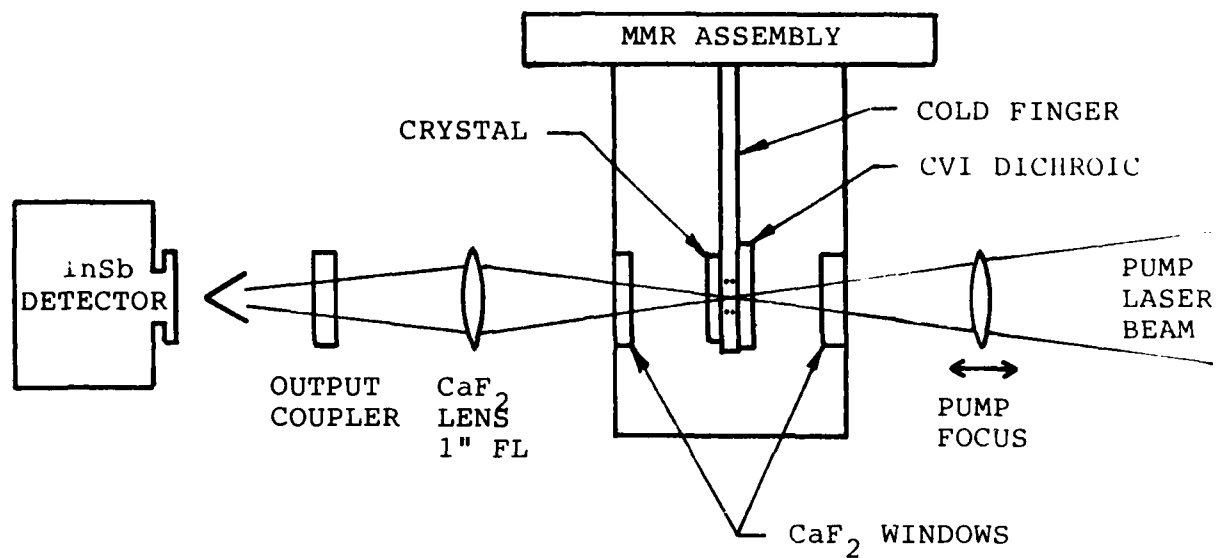 MMR ASSEMBLY
CRYSTAL
COLD FINGER
CVI DICHROIC
InSb
DETECTOR
OUTPUT
COUPLER
CaF2
LENS
1" FL
PUMP
LASER
BEAM
PUMP
FOCUS
CaF2 WINDOWS